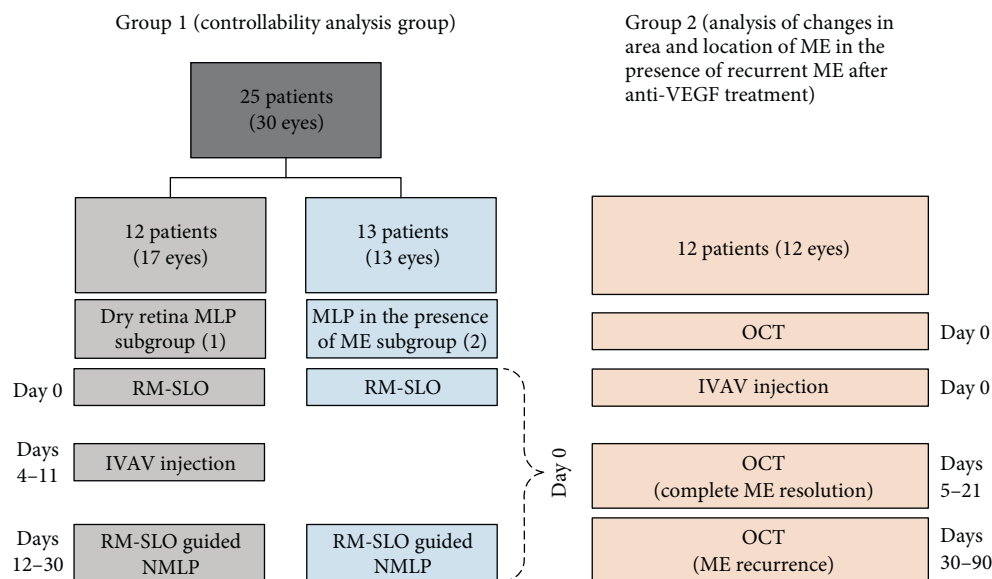 Group 1 (controllability analysis group)
25 patients
(30 eyes)
12 patients
(17 eyes)
13 patients
(13 eyes)
Dry retina MLP
subgroup (1)
MLP in the presence
of ME subgroup (2)
Day 0
RM-SLO
RM-SLO
Days
4–11
IVAV injection
Day 0
Days
12–30
RM-SLO guided
NMLP
RM-SLO guided
NMLP
Group 2 (analysis of changes in
area and location of ME in the
presence of recurrent ME after
anti-VEGF treatment)
12 patients (12 eyes)
OCT
Day 0
IVAV injection
Day 0
OCT
(complete ME resolution)
Days
5–21
OCT
(ME recurrence)
Days
30–90